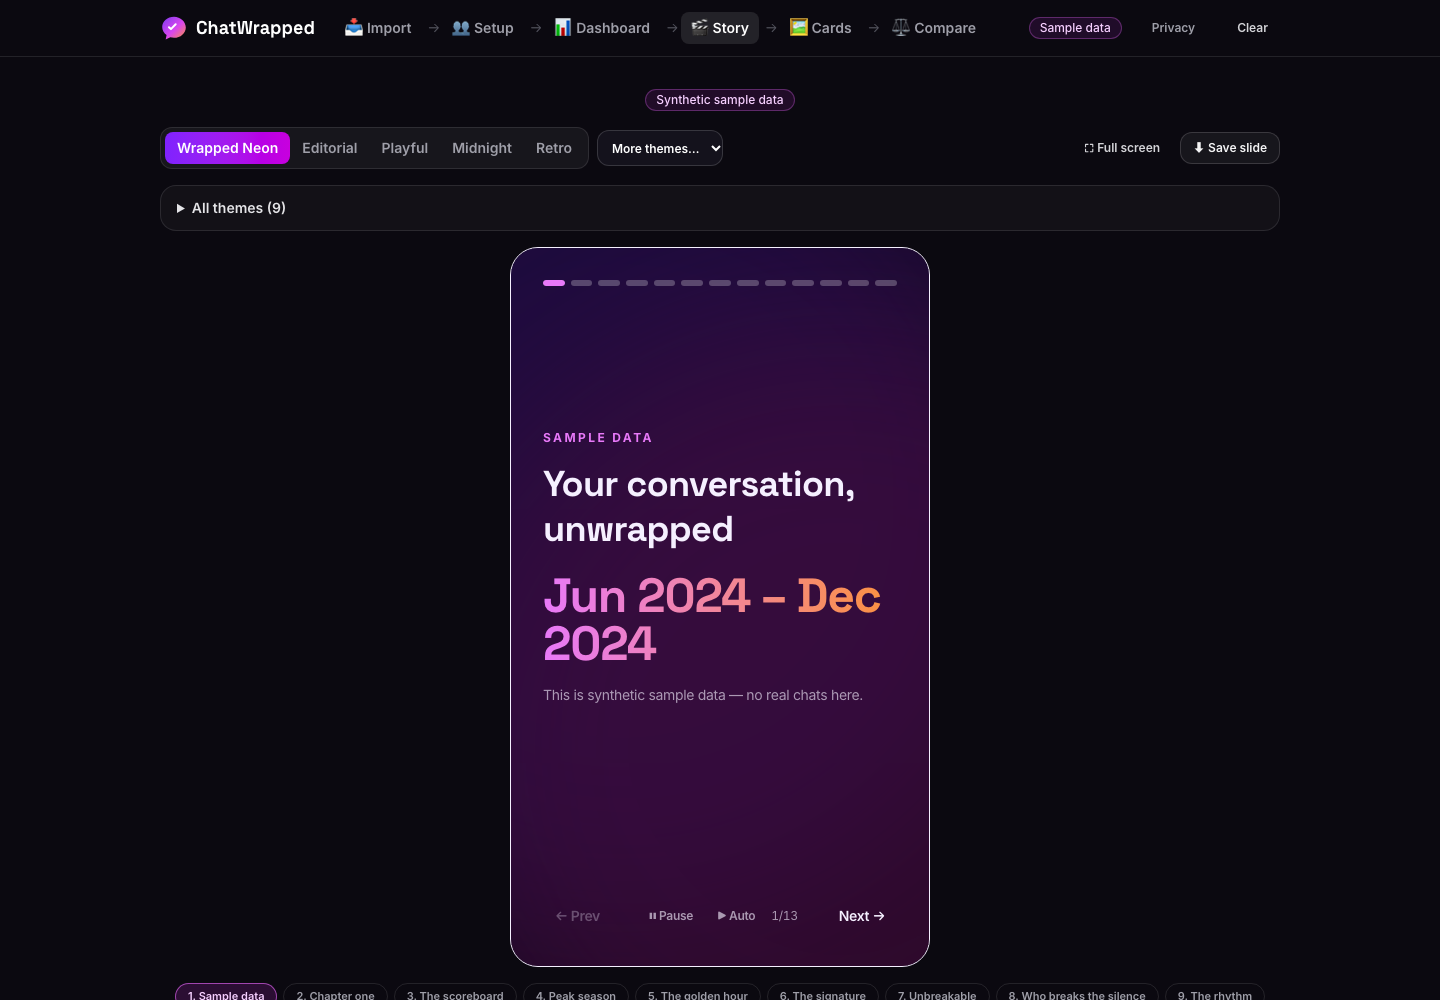 ChatWrapped
Import → Setup → Dashboard → Story → Cards → Compare
Sample data
Privacy
Clear
Synthetic sample data
Wrapped Neon
Editorial
Playful
Midnight
Retro
More themes...
Full screen
Save slide
All themes (9)
SAMPLE DATA
Your conversation,
unwrapped
Jun 2024 – Dec
2024
This is synthetic sample data — no real chats here.
← Prev
Pause
Auto
1/13
Next →
1. Sample data
2. Chapter one
3. The scoreboard
4. Peak season
5. The golden hour
6. The signature
7. Unbreakable
8. Who breaks the silence
9. The rhythm